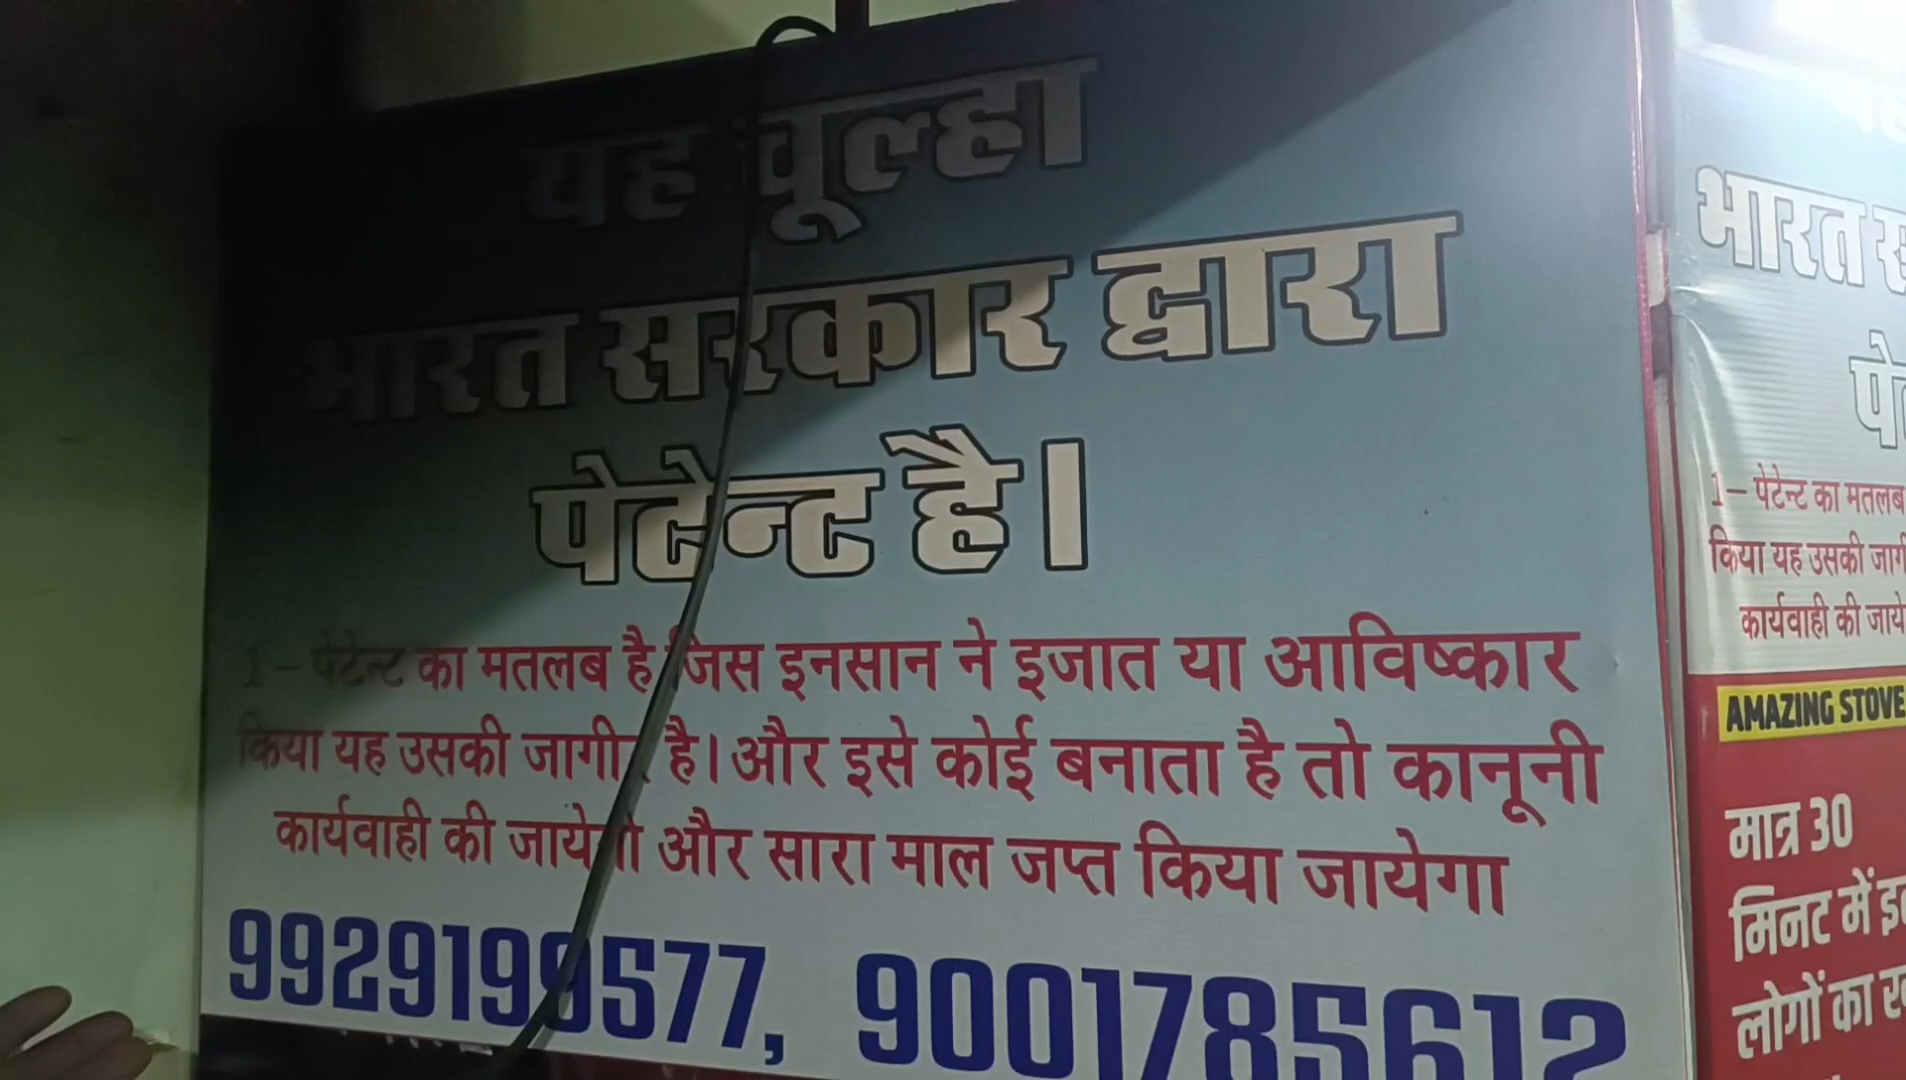 यह चूल्हा
भारत सरकार द्वारा
पेटेन्ट है।
1– पेटेन्ट का मतलब है जिस इनसान ने इजात या आविष्कार
किया यह उसकी जागीर है। और इसे कोई बनाता है तो कानूनी
कार्यवाही की जायेगी और सारा माल जप्त किया जायेगा
9929199577, 9001785612
भारत
1– पेटेन्ट का मतलब
किया यह उसकी
कार्यवाही की
AMAZING STOVE
मात्र 30
मिनट में
लोगों का